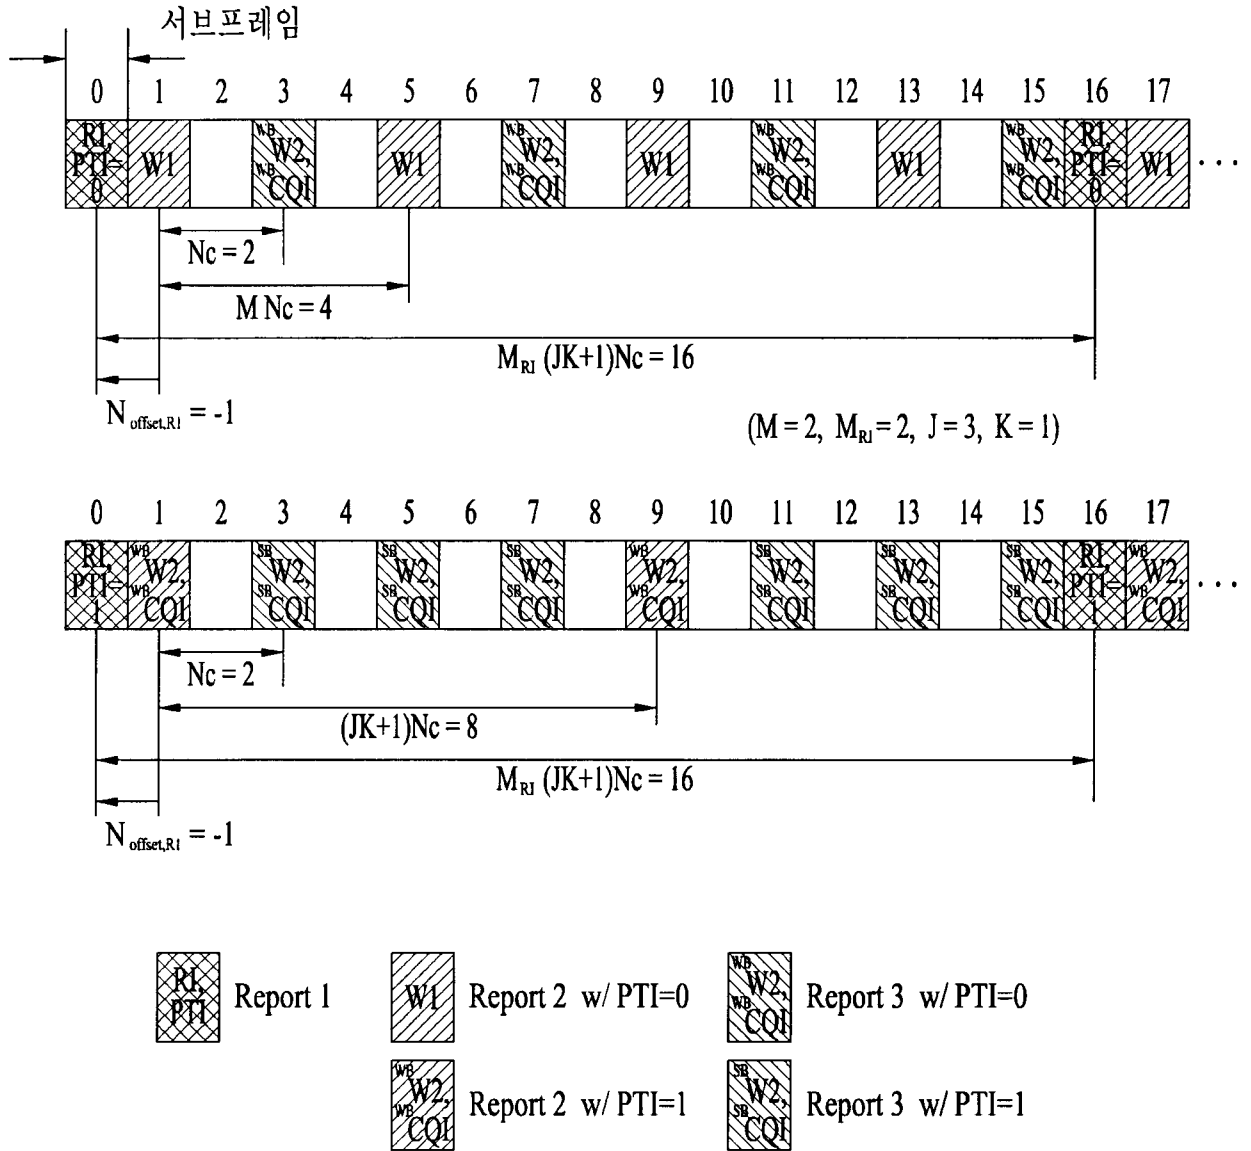 서브프레임
0 1 2 3 4 5 6 7 8 9 10 11 12 13 14 15 16 17
RI, PTI=0 W1 WB W2, WB CQI W1 WB W2, WB CQI W1 WB W2, WB CQI W1 WB W2, WB CQI RI, PTI=0 W1 ...
Nc = 2
M Nc = 4
M_RI (JK+1)Nc = 16
N_offset,RI = -1
(M = 2, M_RI = 2, J = 3, K = 1)
0 1 2 3 4 5 6 7 8 9 10 11 12 13 14 15 16 17
RI, PTI=1 WB W2, WB CQI SB W2, SB CQI SB W2, SB CQI SB W2, SB CQI WB W2, WB CQI SB W2, SB CQI SB W2, SB CQI SB W2, SB CQI RI, PTI=1 WB W2, WB CQI ...
Nc = 2
(JK+1)Nc = 8
M_RI (JK+1)Nc = 16
N_offset,RI = -1
RI, PTI Report 1 W1 Report 2 w/ PTI=0 WB W2, WB CQI Report 3 w/ PTI=0
WB W2, WB CQI Report 2 w/ PTI=1 SB W2, SB CQI Report 3 w/ PTI=1